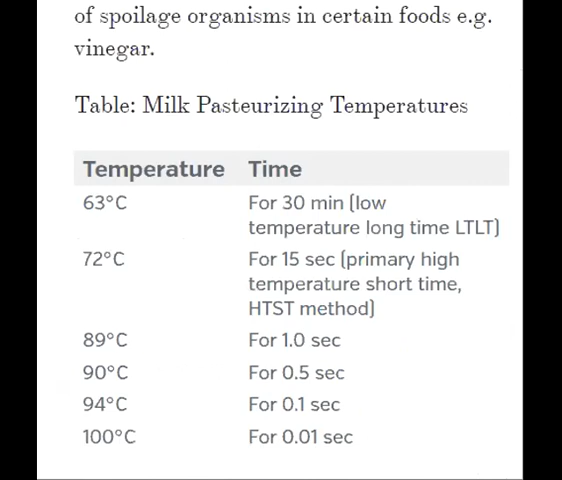 of spoilage organisms in certain foods e.g.
vinegar.
Table: Milk Pasteurizing Temperatures
Temperature Time
63°C For 30 min (low
temperature long time LTLT)
72°C For 15 sec (primary high
temperature short time,
HTST method)
89°C For 1.0 sec
90°C For 0.5 sec
94°C For 0.1 sec
100°C For 0.01 sec